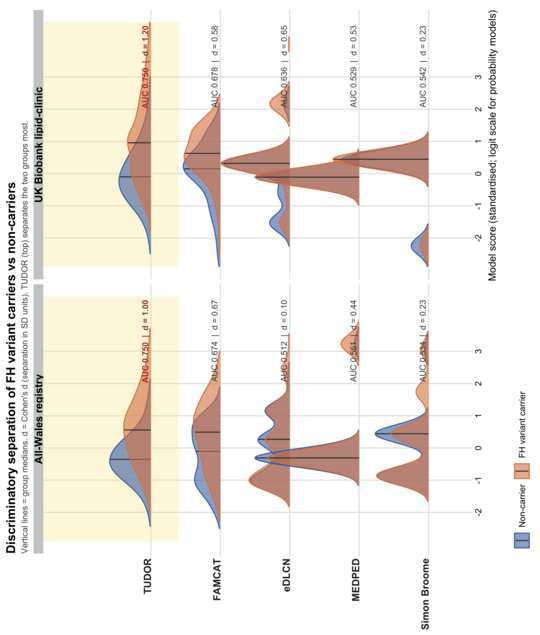 Discriminatory separation of FH variant carriers vs non-carriers
Vertical lines = group medians. d = Cohen's d (separation in SD units). TUDOR (top) separates the two groups most.
All-Wales registry
UK Biobank lipid-clinic
TUDOR
AUC 0.750 | d = 1.00
AUC 0.750 | d = 1.20
FAMCAT
AUC 0.674 | d = 0.67
AUC 0.678 | d = 0.58
eDLCN
AUC 0.512 | d = 0.10
AUC 0.636 | d = 0.65
MEDPED
AUC 0.561 | d = 0.44
AUC 0.529 | d = 0.53
Simon Broome
AUC 0.534 | d = 0.23
AUC 0.542 | d = 0.23
-2 -1 0 1 2 3
-2 -1 0 1 2 3
Model score (standardised; logit scale for probability models)
Non-carrier
FH variant carrier